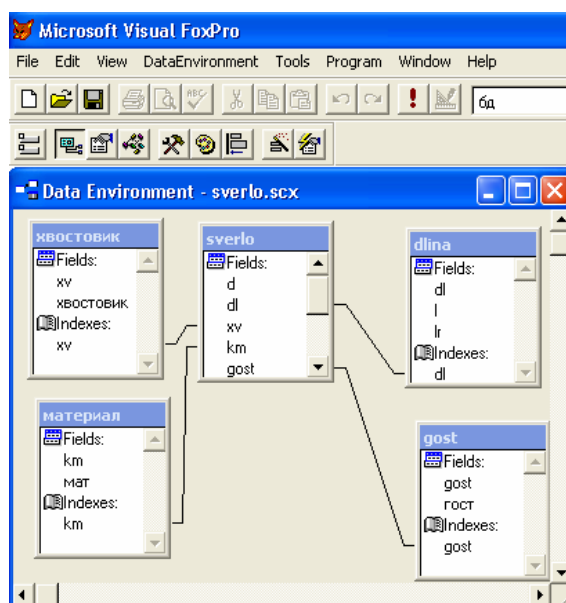 Microsoft Visual FoxPro
File Edit View DataEnvironment Tools Program Window Help
бд
Data Environment - sverlo.scx
хвостовик
Fields:
xv
хвостовик
Indexes:
xv
sverlo
Fields:
d
dl
xv
km
gost
dlina
Fields:
dl
l
lr
Indexes:
dl
материал
Fields:
km
мат
Indexes:
km
gost
Fields:
gost
гост
Indexes:
gost